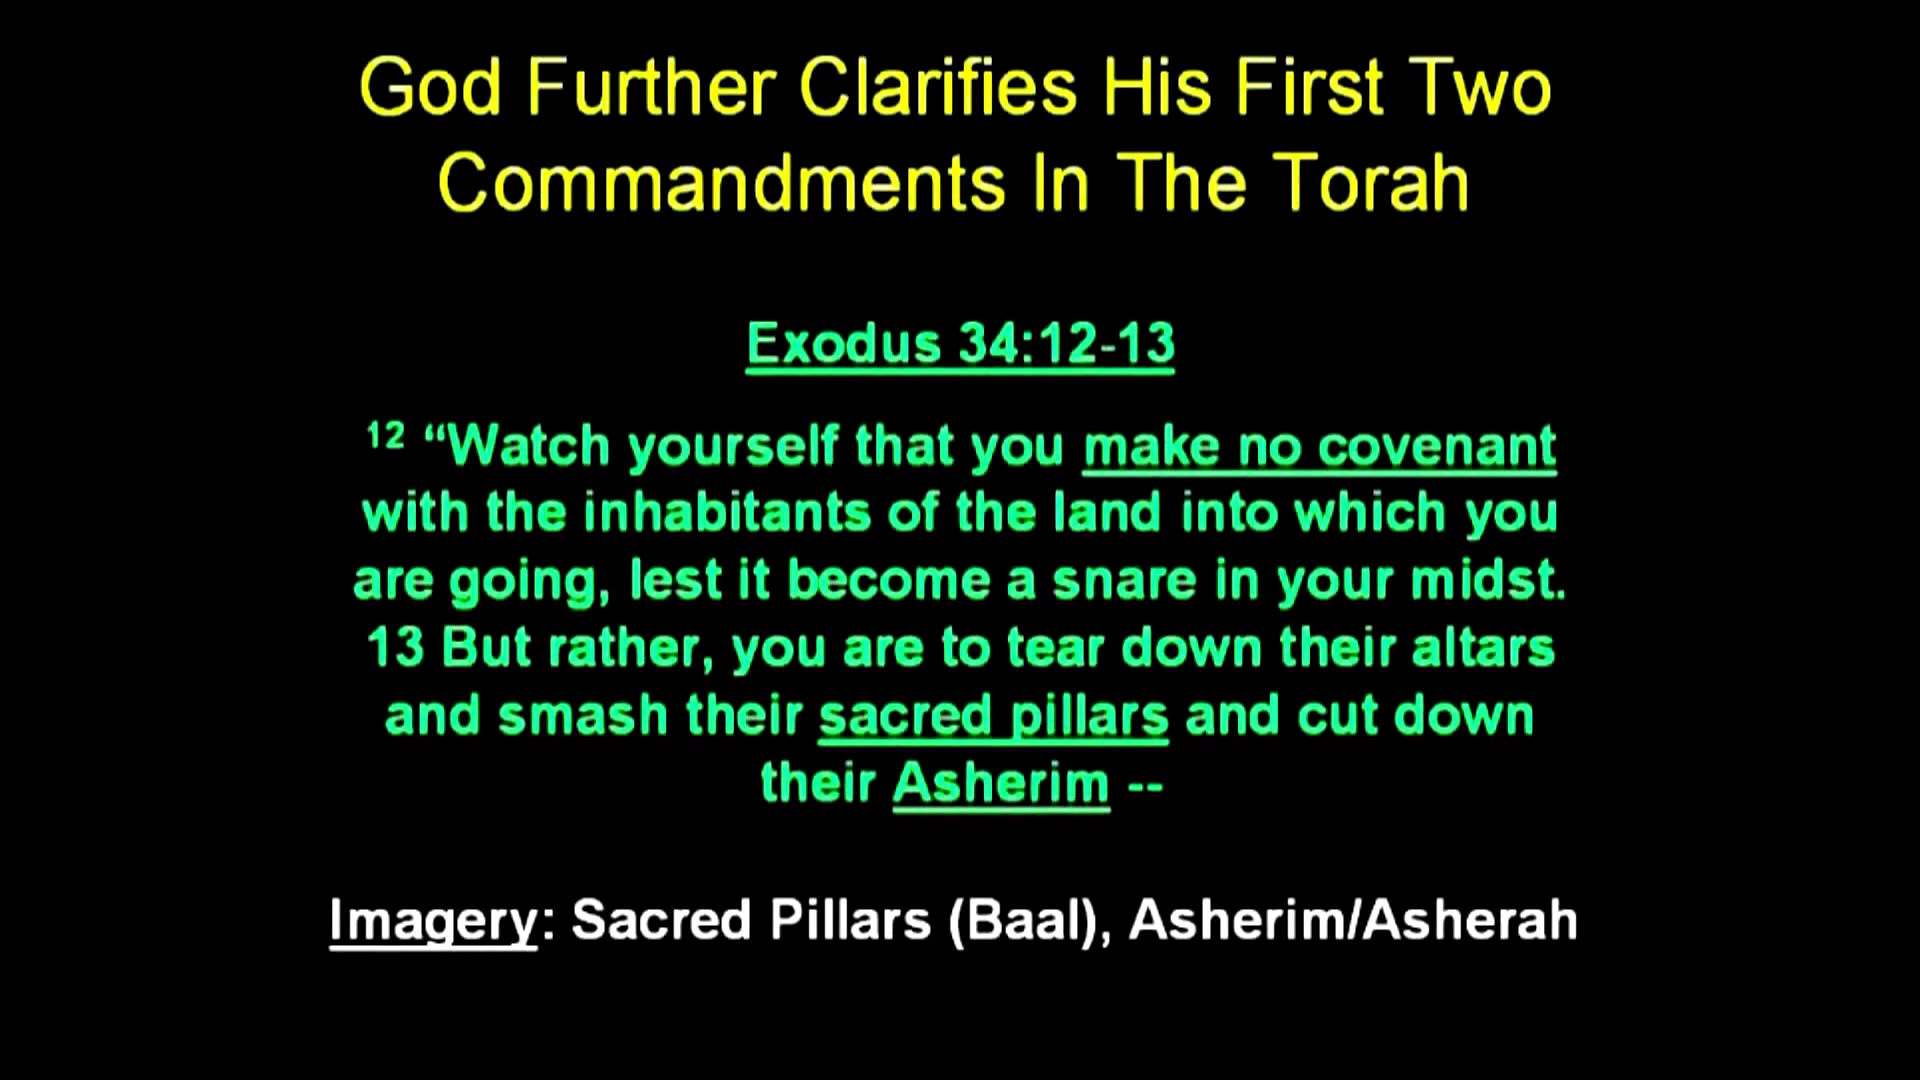 God Further Clarifies His First Two
Commandments In The Torah
Exodus 34:12-13
12 “Watch yourself that you make no covenant
with the inhabitants of the land into which you
are going, lest it become a snare in your midst.
13 But rather, you are to tear down their altars
and smash their sacred pillars and cut down
their Asherim --
Imagery: Sacred Pillars (Baal), Asherim/Asherah